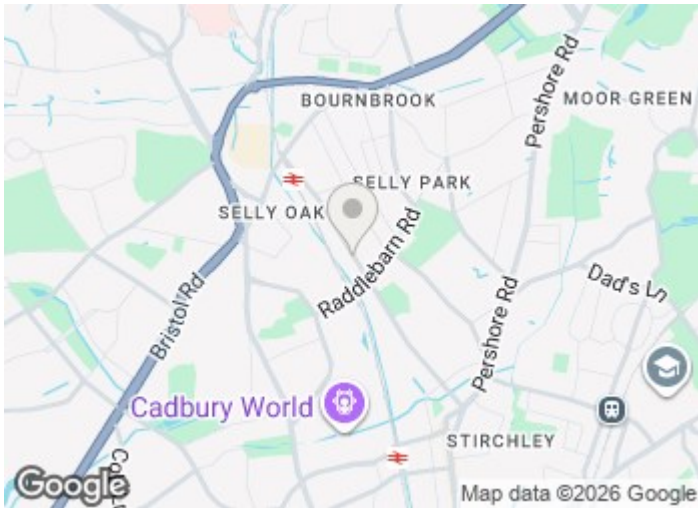 BOURNBROOK
Pershore Rd
MOOR GREEN
SELLY PARK
SELLY OAK
Raddlebarn Rd
Bristol Rd
Dad's Ln
Pershore Rd
Cadbury World
STIRCHLEY
Google
Map data ©2026 Google